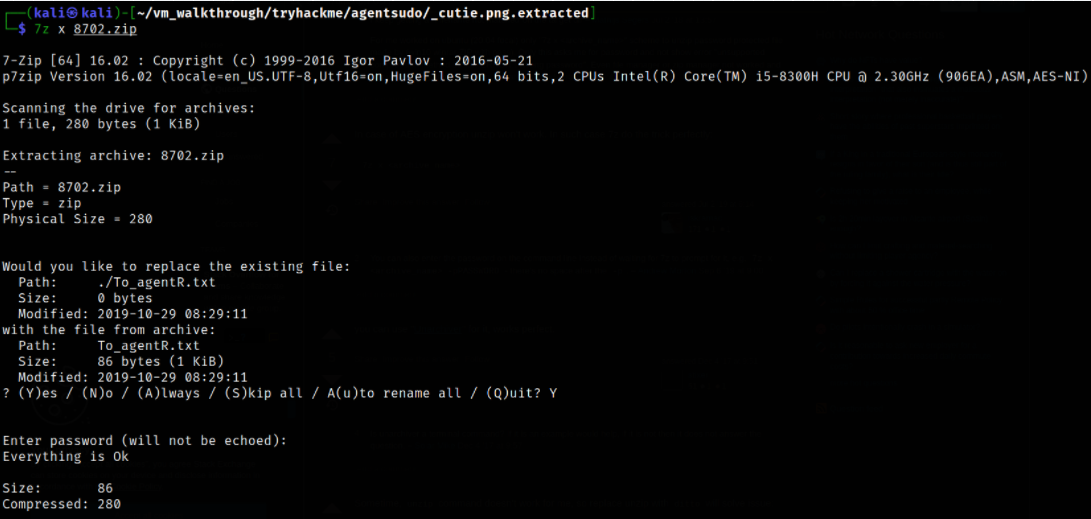 (kali㉿kali)-[~/vm_walkthrough/tryhackme/agentsudo/_cutie.png.extracted]
$ 7z x 8702.zip
7-Zip [64] 16.02 : Copyright (c) 1999-2016 Igor Pavlov : 2016-05-21
p7zip Version 16.02 (locale=en_US.UTF-8,Utf16=on,HugeFiles=on,64 bits,2 CPUs Intel(R) Core(TM) i5-8300H CPU @ 2.30GHz (906EA),ASM,AES-NI)
Scanning the drive for archives:
1 file, 280 bytes (1 KiB)
Extracting archive: 8702.zip
--
Path = 8702.zip
Type = zip
Physical Size = 280
Would you like to replace the existing file:
Path:     ./To_agentR.txt
Size:     0 bytes
Modified: 2019-10-29 08:29:11
with the file from archive:
Path:     To_agentR.txt
Size:     86 bytes (1 KiB)
Modified: 2019-10-29 08:29:11
? (Y)es / (N)o / (A)lways / (S)kip all / A(u)to rename all / (Q)uit? Y
Enter password (will not be echoed):
Everything is Ok
Size:       86
Compressed: 280